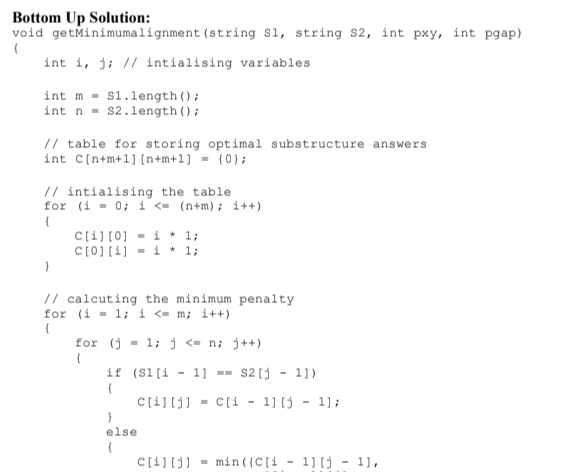 Bottom Up Solution:
void getMinimumalignment(string S1, string S2, int pxy, int pgap)
{
    int i, j; // intialising variables

    int m = S1.length();
    int n = S2.length();

    // table for storing optimal substructure answers
    int C[n+m+1][n+m+1] = {0};

    // intialising the table
    for (i = 0; i <= (n+m); i++)
    {
        C[i][0] = i * 1;
        C[0][i] = i * 1;
    }

    // calcuting the minimum penalty
    for (i = 1; i <= m; i++)
    {
        for (j = 1; j <= n; j++)
        {
            if (S1[i - 1] == S2[j - 1])
            {
                C[i][j] = C[i - 1][j - 1];
            }
            else
            {
                C[i][j] = min({C[i - 1][j - 1],